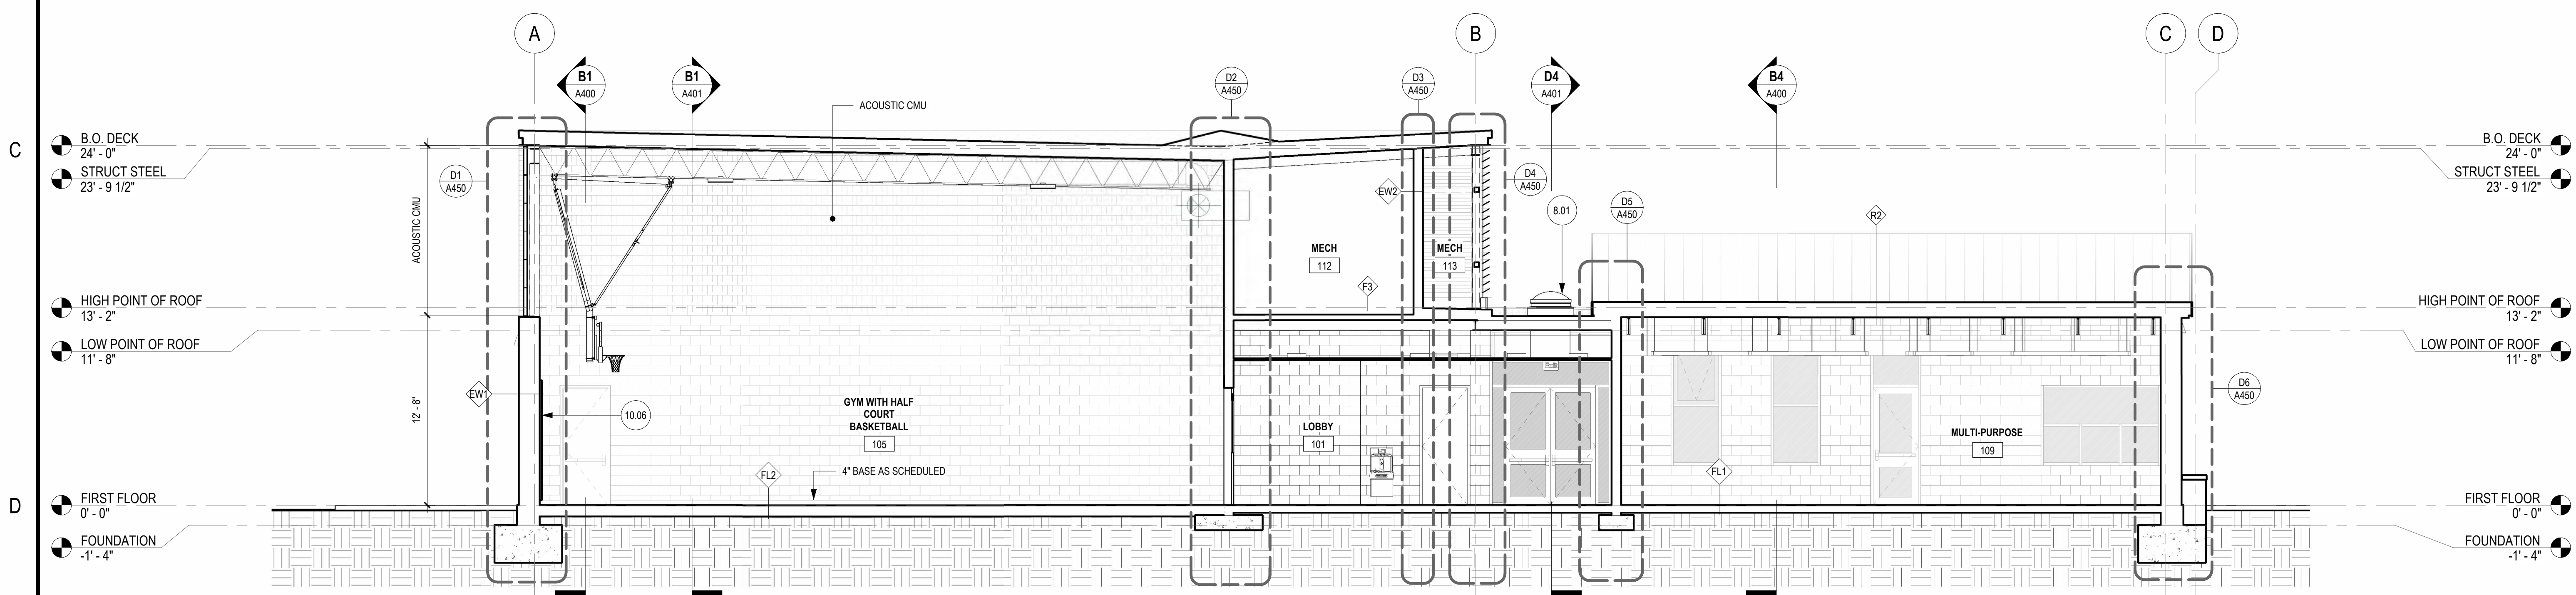 A
B
C
D
B1
A400
B1
A401
D2
A450
D3
A450
D4
A401
B4
A400
ACOUSTIC CMU
C
B.O. DECK
24' - 0"
STRUCT STEEL
23' - 9 1/2"
D1
A450
ACOUSTIC CMU
EW2
D4
A450
D5
A450
8.01
R2
B.O. DECK
24' - 0"
STRUCT STEEL
23' - 9 1/2"
MECH
112
MECH
113
F3
HIGH POINT OF ROOF
13' - 2"
LOW POINT OF ROOF
11' - 8"
HIGH POINT OF ROOF
13' - 2"
LOW POINT OF ROOF
11' - 8"
EW1
12' - 8"
10.06
GYM WITH HALF
COURT
BASKETBALL
105
LOBBY
101
MULTI-PURPOSE
109
D6
A450
FL2
4" BASE AS SCHEDULED
FL1
D
FIRST FLOOR
0' - 0"
FOUNDATION
-1' - 4"
FIRST FLOOR
0' - 0"
FOUNDATION
-1' - 4"